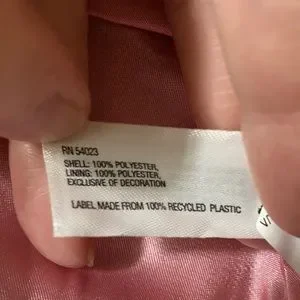 RN 54023
SHELL: 100% POLYESTER,
LINING: 100% POLYESTER,
EXCLUSIVE OF DECORATION
LABEL MADE FROM 100% RECYCLED PLASTIC